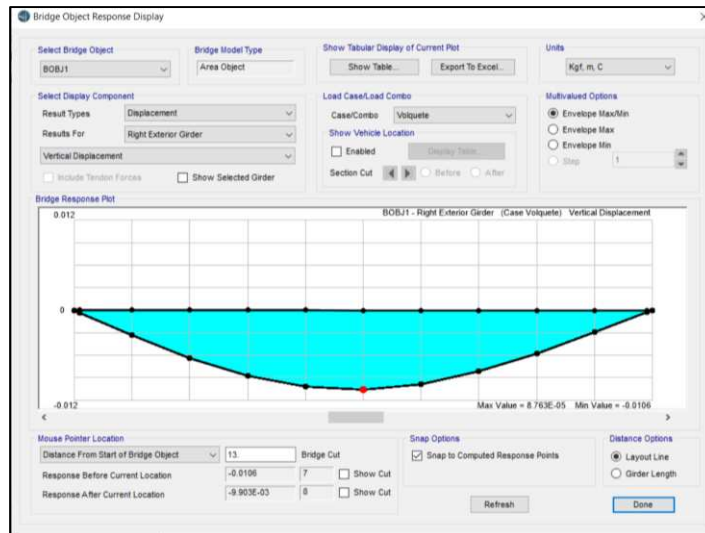 Bridge Object Response Display
Select Bridge Object
BOBJ1
Bridge Model Type
Area Object
Show Tabular Display of Current Plot
Show Table...
Export To Excel...
Units
Kgf, m, C
Select Display Component
Result Types
Displacement
Results For
Right Exterior Girder
Vertical Displacement
Include Tendon Forces
Show Selected Girder
Load Case/Load Combo
Case/Combo
Volquete
Show Vehicle Location
Enabled
Display Table...
Section Cut
Before
After
Multivalued Options
Envelope Max/Min
Envelope Max
Envelope Min
Step
1
Bridge Response Plot
0.012
BOBJ1 - Right Exterior Girder (Case Volquete) Vertical Displacement
0
-0.012
Max Value = 8.763E-05 Min Value = -0.0106
Mouse Pointer Location
Distance From Start of Bridge Object
13.
Bridge Cut
Response Before Current Location
-0.0106
7
Show Cut
Response After Current Location
-9.903E-03
8
Show Cut
Snap Options
Snap to Computed Response Points
Distance Options
Layout Line
Girder Length
Refresh
Done